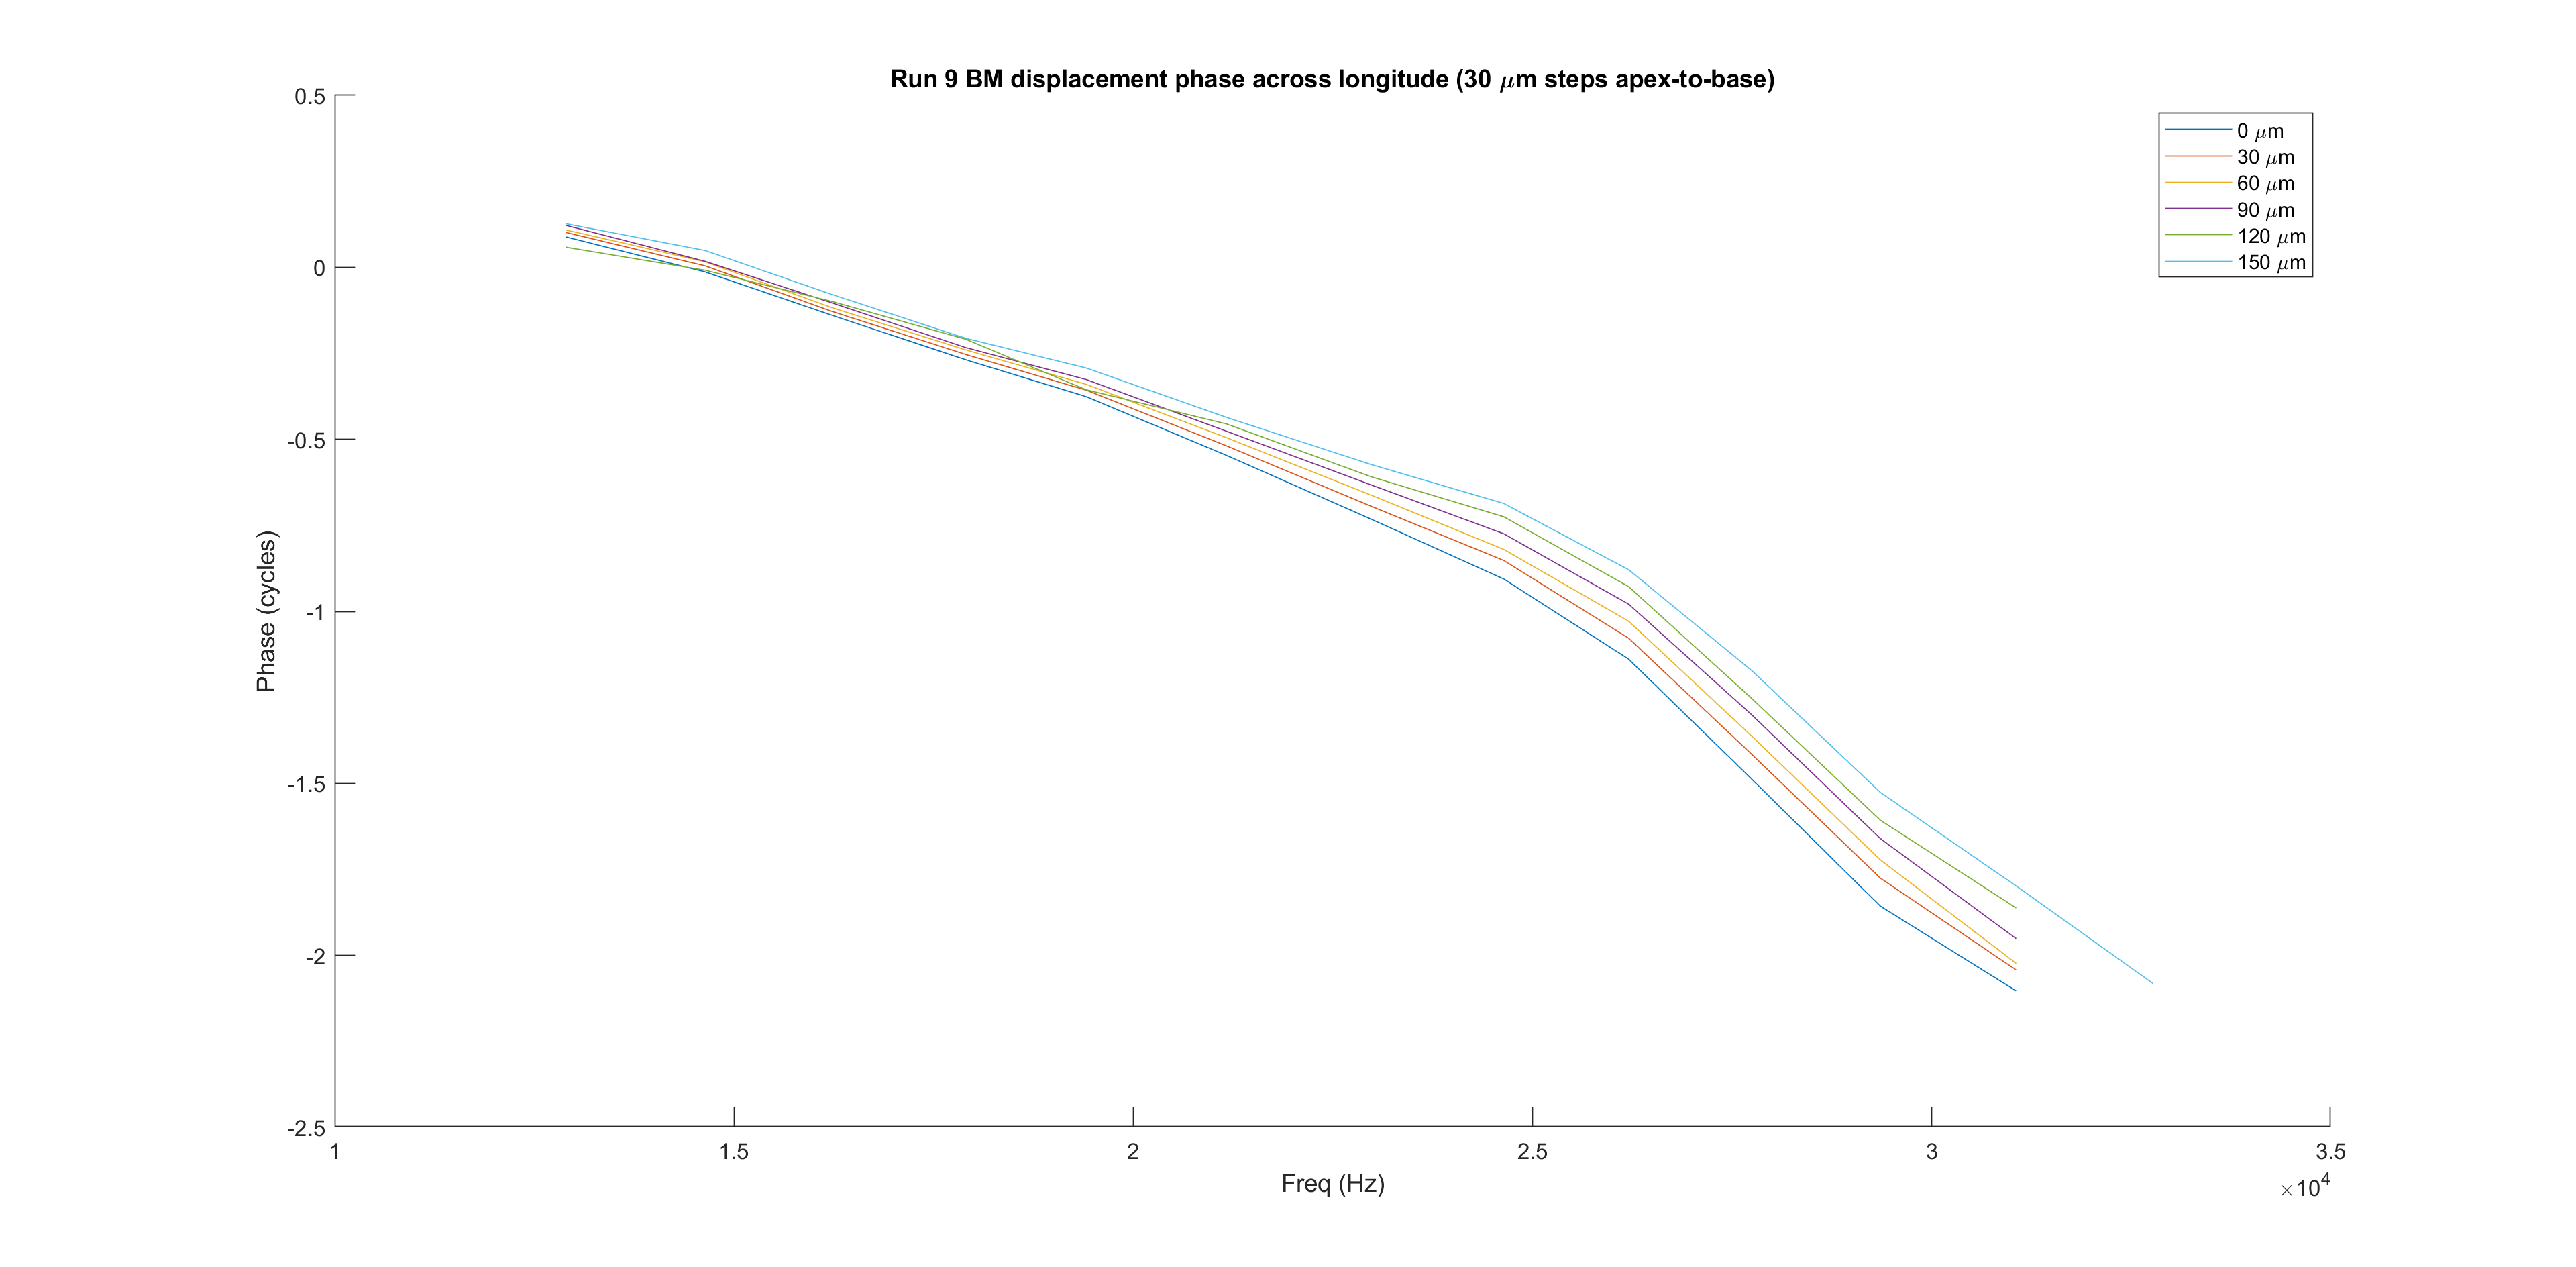 Run 9 BM displacement phase across longitude (30 μm steps apex-to-base)
0.5
0
-0.5
-1
-1.5
-2
-2.5
Phase (cycles)
1
1.5
2
2.5
3
3.5
×10⁴
Freq (Hz)
0 μm
30 μm
60 μm
90 μm
120 μm
150 μm